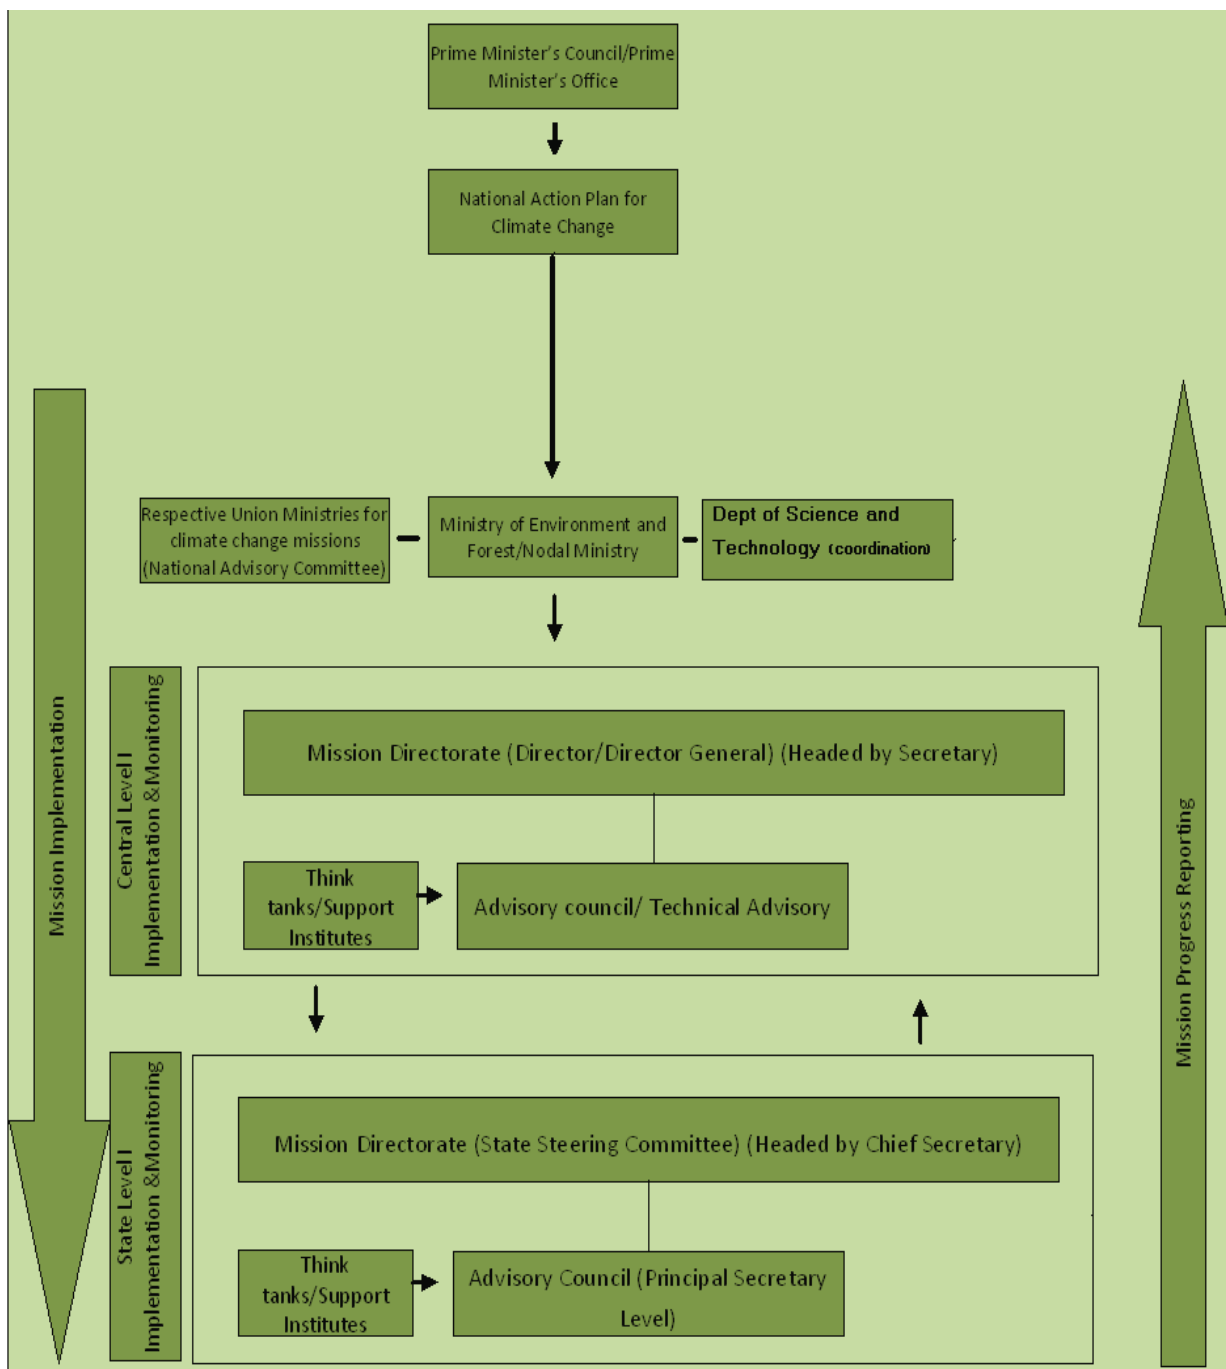 Prime Minister's Council/Prime
Minister's Office
National Action Plan for
Climate Change
Respective Union Ministries for
climate change missions
(National Advisory Committee)
Ministry of Environment and
Forest/Nodal Ministry
Dept of Science and
Technology (coordination)
Mission Implementation
Mission Progress Reporting
Central Level I
Implementation &Monitoring
Mission Directorate (Director/Director General) (Headed by Secretary)
Think
tanks/Support
Institutes
Advisory council/ Technical Advisory
State Level I
Implementation &Monitoring
Mission Directorate (State Steering Committee) (Headed by Chief Secretary)
Think
tanks/Support
Institutes
Advisory Council (Principal Secretary
Level)